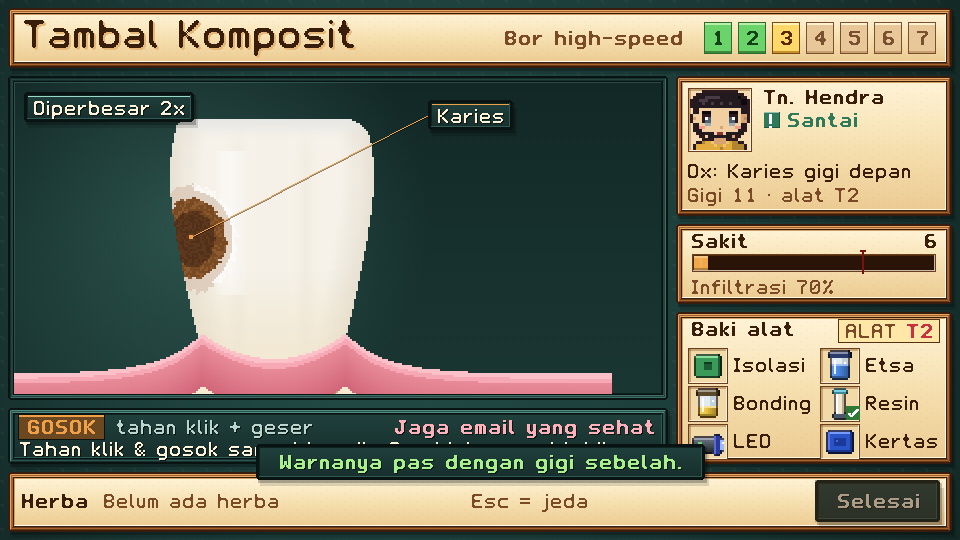 Tambal Komposit
Bor high-speed
1 2 3 4 5 6 7
Diperbesar 2x
Karies
Tn. Hendra
Santai
Dx: Karies gigi depan
Gigi 11 · alat T2
Sakit 6
Infiltrasi 70%
Baki alat
ALAT T2
Isolasi
Etsa
Bonding
Resin
LED
Kertas
GOSOK tahan klik + geser
Jaga email yang sehat
Tahan klik & gosok
Warnanya pas dengan gigi sebelah.
Herba Belum ada herba
Esc = jeda
Selesai